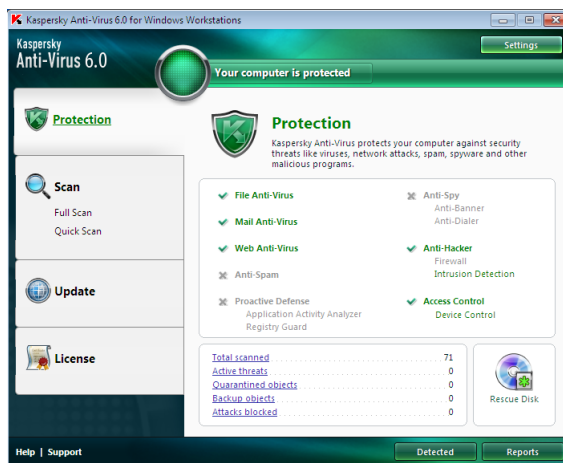 Kaspersky Anti-Virus 6.0 for Windows Workstations
Kaspersky
Anti-Virus 6.0
Settings
Your computer is protected
Protection
Scan
Full Scan
Quick Scan
Update
License
Protection
Kaspersky Anti-Virus protects your computer against security
threats like viruses, network attacks, spam, spyware and other
malicious programs.
File Anti-Virus
Mail Anti-Virus
Web Anti-Virus
Anti-Spam
Proactive Defense
Application Activity Analyzer
Registry Guard
Anti-Spy
Anti-Banner
Anti-Dialer
Anti-Hacker
Firewall
Intrusion Detection
Access Control
Device Control
Total scanned 71
Active threats 0
Quarantined objects 0
Backup objects 0
Attacks blocked 0
Rescue Disk
Help | Support
Detected
Reports